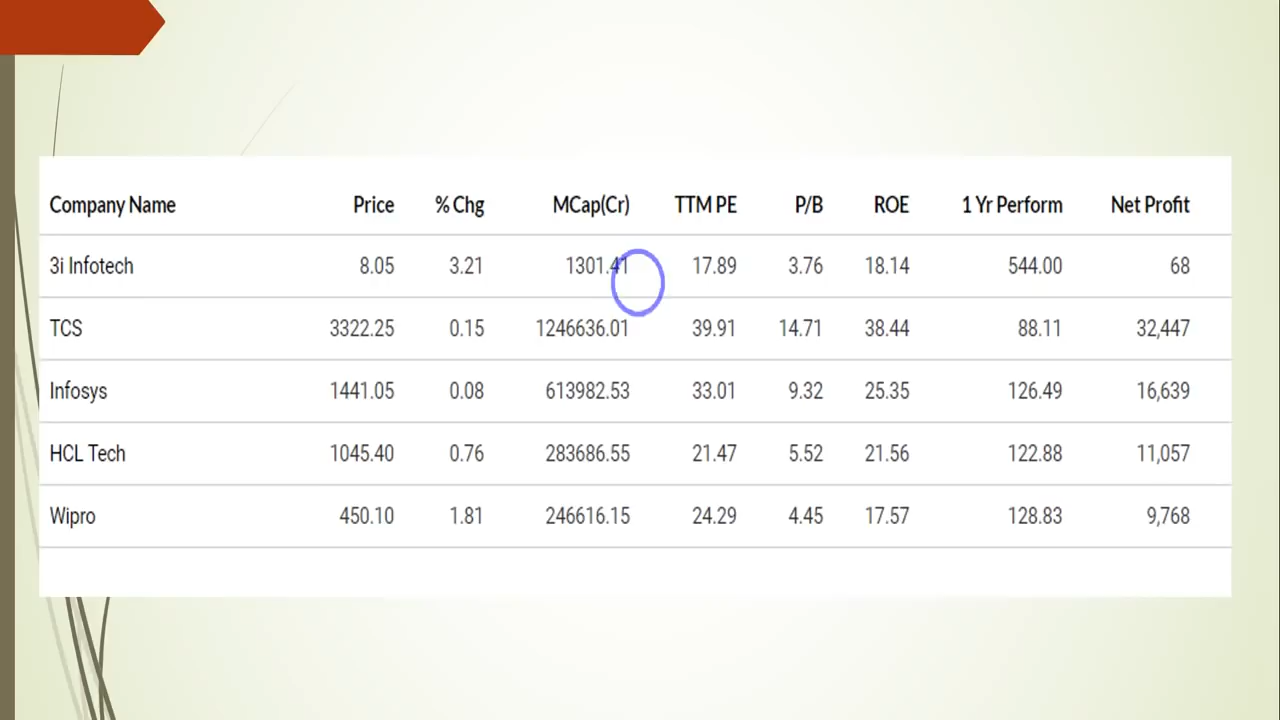 Company Name Price % Chg MCap(Cr) TTM PE P/B ROE 1 Yr Perform Net Profit
3i Infotech 8.05 3.21 1301.41 17.89 3.76 18.14 544.00 68
TCS 3322.25 0.15 1246636.01 39.91 14.71 38.44 88.11 32,447
Infosys 1441.05 0.08 613982.53 33.01 9.32 25.35 126.49 16,639
HCL Tech 1045.40 0.76 283686.55 21.47 5.52 21.56 122.88 11,057
Wipro 450.10 1.81 246616.15 24.29 4.45 17.57 128.83 9,768